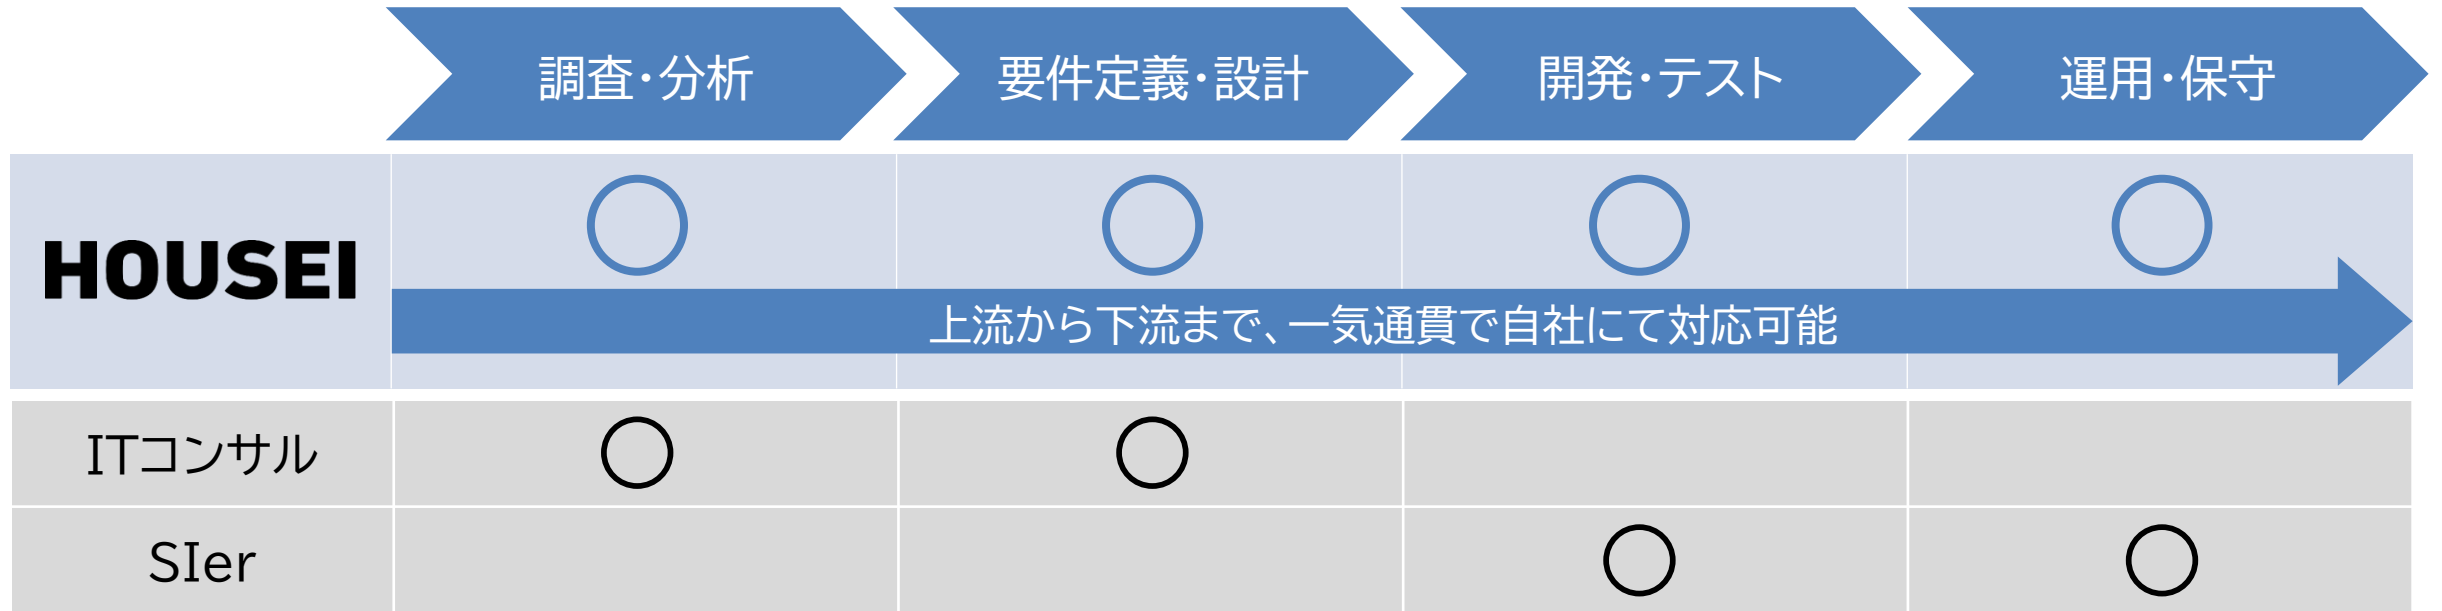 調査・分析
要件定義・設計
開発・テスト
運用・保守
HOUSEI
上流から下流まで、一気通貫で自社にて対応可能
ITコンサル
SIer